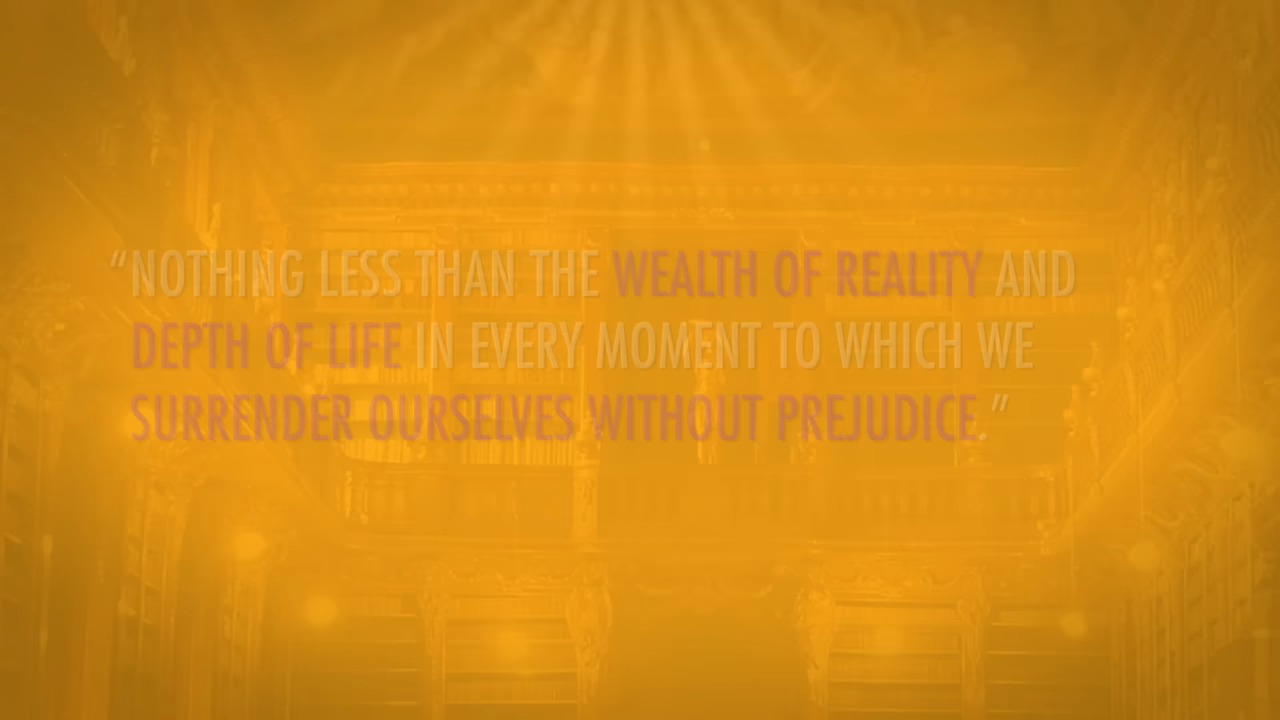 “NOTHING LESS THAN THE WEALTH OF REALITY AND
DEPTH OF LIFE IN EVERY MOMENT TO WHICH WE
SURRENDER OURSELVES WITHOUT PREJUDICE.”